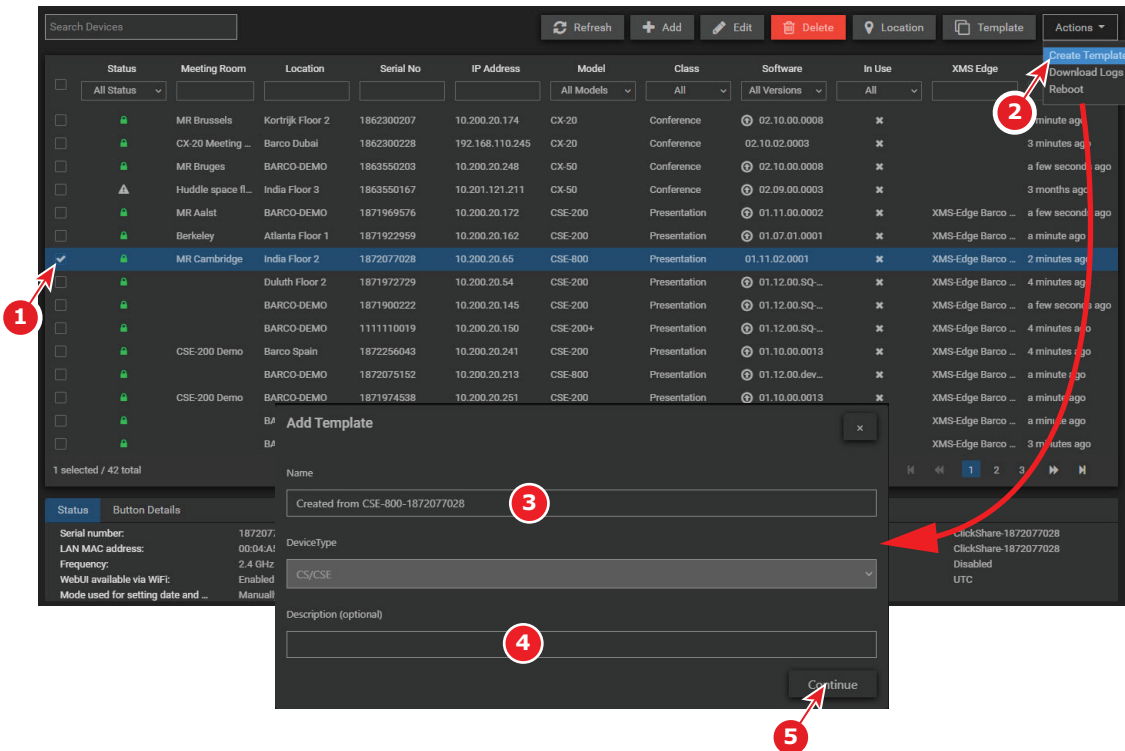 Search Devices Refresh Add Edit Delete Location Template Actions
Create Template
Download Logs
Reboot
2
Status Meeting Room Location Serial No IP Address Model Class Software In Use XMS Edge
All Status All Models All All Versions All
MR Brussels Kortrijk Floor 2 1862300207 10.200.20.174 CX-20 Conference 02.10.00.0008 minute ago
CX-20 Meeting ... Barco Dubai 1862300228 192.168.110.245 CX-20 Conference 02.10.02.0003 3 minutes ago
MR Bruges BARCO-DEMO 1863550203 10.200.20.248 CX-50 Conference 02.10.00.0008 a few seconds ago
Huddle space fl... India Floor 3 1863550167 10.201.121.211 CX-50 Conference 02.09.00.0003 3 months ago
MR Aalst BARCO-DEMO 1871969576 10.200.20.172 CSE-200 Presentation 01.11.00.0002 XMS-Edge Barco ... a few seconds ago
Berkeley Atlanta Floor 1 1871922959 10.200.20.162 CSE-200 Presentation 01.07.01.0001 XMS-Edge Barco ... a minute ago
MR Cambridge India Floor 2 1872077028 10.200.20.65 CSE-800 Presentation 01.11.02.0001 XMS-Edge Barco ... 2 minutes ago
Duluth Floor 2 1871972729 10.200.20.54 CSE-200 Presentation 01.12.00.SQ-... XMS-Edge Barco ... 4 minutes ago
1
BARCO-DEMO 1871900222 10.200.20.145 CSE-200 Presentation 01.12.00.SQ-... XMS-Edge Barco ... a few seconds ago
BARCO-DEMO 1111110019 10.200.20.150 CSE-200+ Presentation 01.12.00.SQ-... XMS-Edge Barco ... 4 minutes ago
CSE-200 Demo Barco Spain 1872256043 10.200.20.241 CSE-200 Presentation 01.10.00.0013 XMS-Edge Barco ... 4 minutes ago
BARCO-DEMO 1872075152 10.200.20.213 CSE-800 Presentation 01.12.00.dev... XMS-Edge Barco ... a minute ago
CSE-200 Demo BARCO-DEMO 1871974538 10.200.20.251 CSE-200 Presentation 01.10.00.0013 XMS-Edge Barco ... a minute ago
BA XMS-Edge Barco ... a minute ago
BA XMS-Edge Barco ... 3 minutes ago
1 selected / 42 total 1 2 3
Add Template
Name
Created from CSE-800-1872077028 3
DeviceType
CS/CSE
Description (optional)
4
Continue
5
Status Button Details
Serial number: 187207 ClickShare-1872077028
LAN MAC address: 00:04:A5 ClickShare-1872077028
Frequency: 2.4 GHz Disabled
WebUI available via WiFi: Enabled UTC
Mode used for setting date and ... Manuall